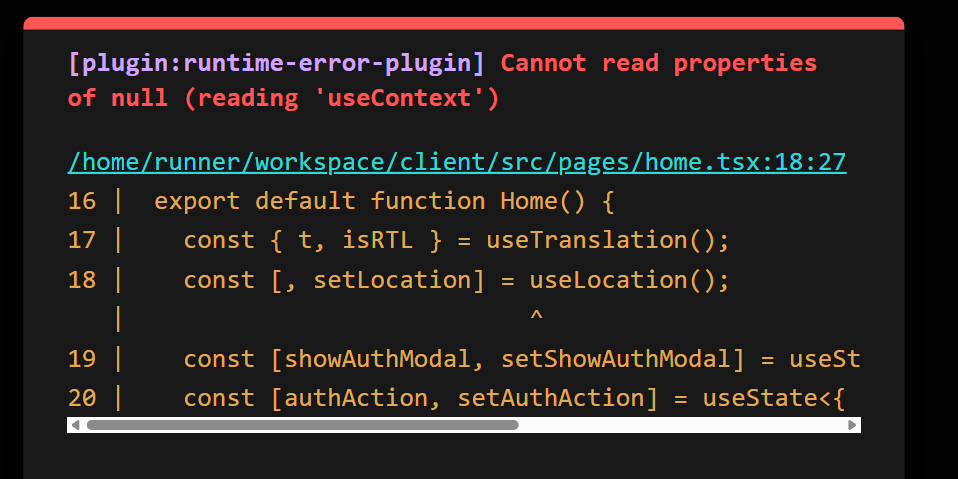 [plugin:runtime-error-plugin] Cannot read properties
of null (reading 'useContext')
/home/runner/workspace/client/src/pages/home.tsx:18:27
16 |  export default function Home() {
17 |    const { t, isRTL } = useTranslation();
18 |    const [, setLocation] = useLocation();
   |                            ^
19 |    const [showAuthModal, setShowAuthModal] = useSt
20 |    const [authAction, setAuthAction] = useState<{